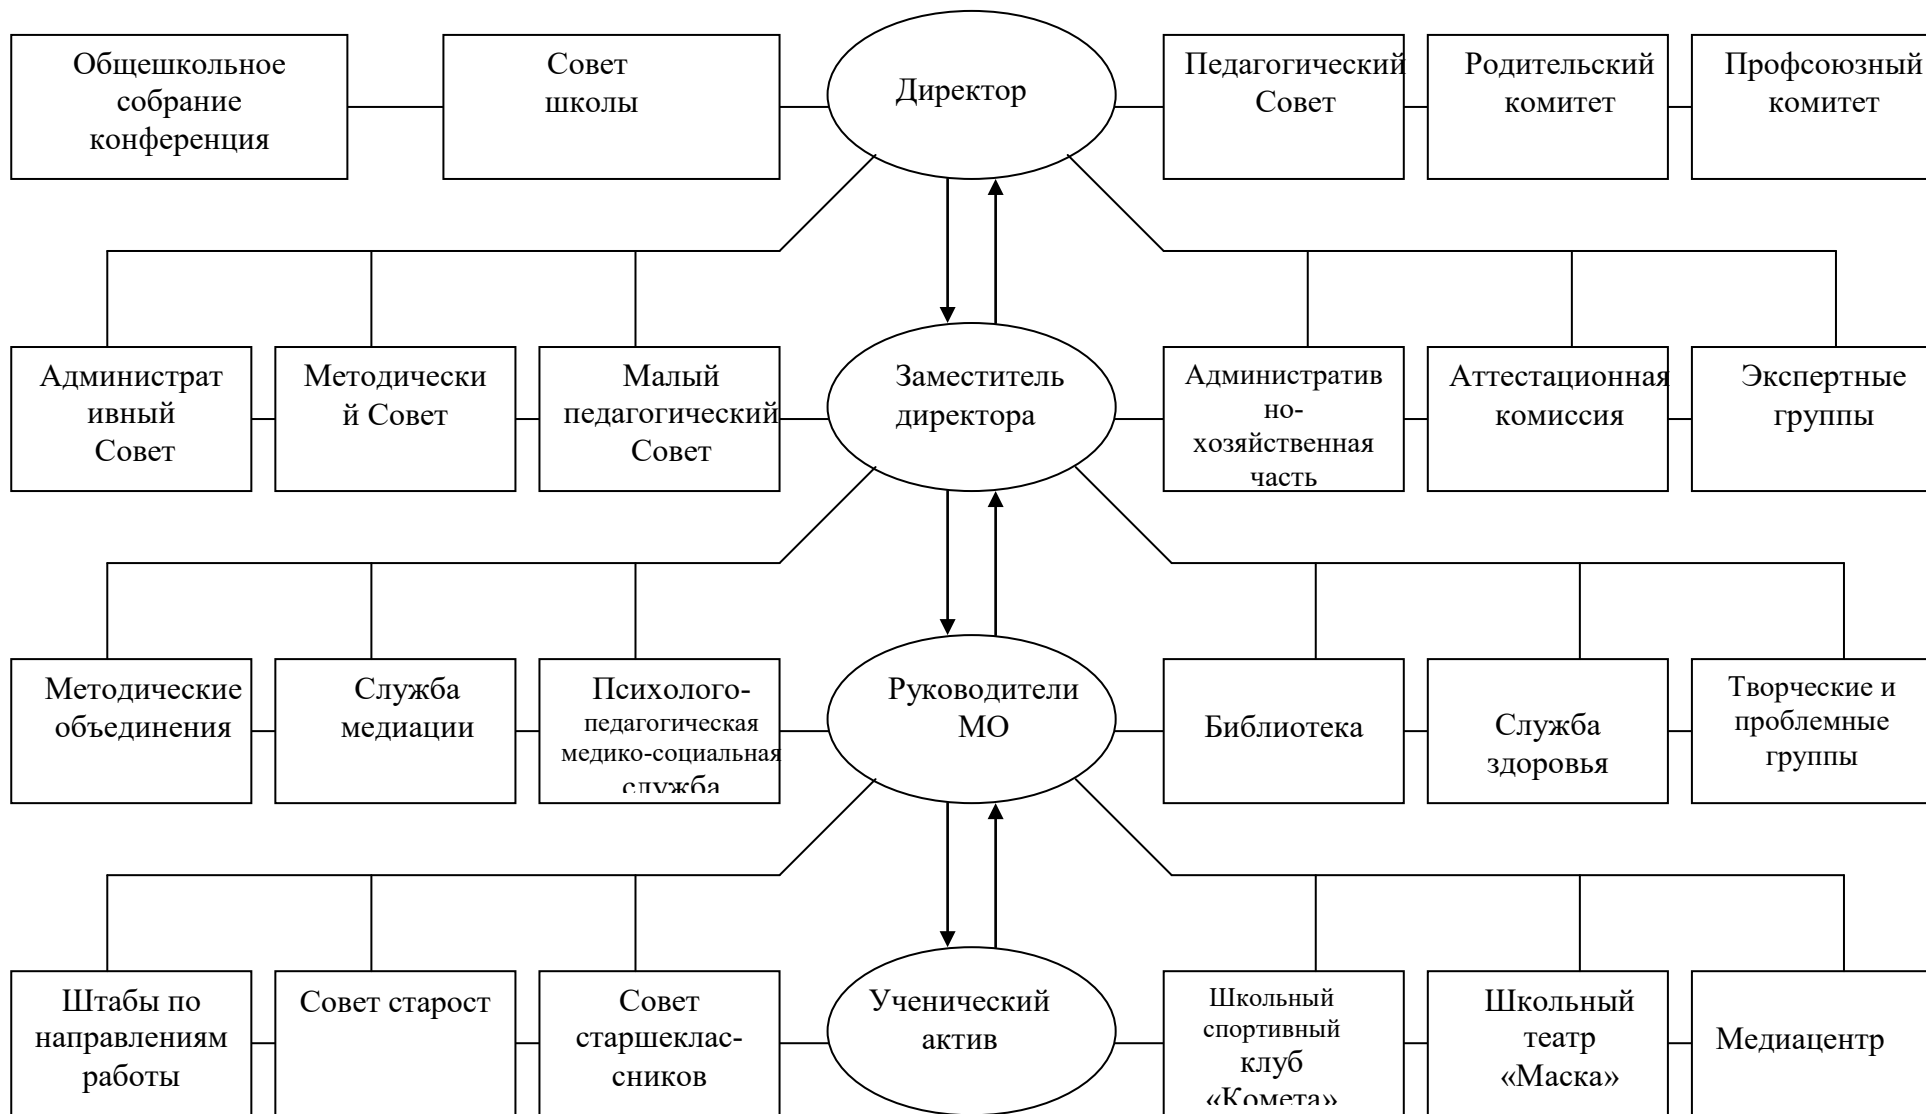 Общешкольное
собрание
конференция
Совет
школы
Директор
Педагогический
Совет
Родительский
комитет
Профсоюзный
комитет
Администрат
ивный
Совет
Методически
й Совет
Малый
педагогический
Совет
Заместитель
директора
Административ
но-
хозяйственная
часть
Аттестационная
комиссия
Экспертные
группы
Методические
объединения
Служба
медиации
Психолого-
педагогическая
медико-социальная
служба
Руководители
МО
Библиотека
Служба
здоровья
Творческие и
проблемные
группы
Штабы по
направлениям
работы
Совет старост
Совет
старшеклас-
сников
Ученический
актив
Школьный
спортивный
клуб
«Комета»
Школьный
театр
«Маска»
Медиацентр